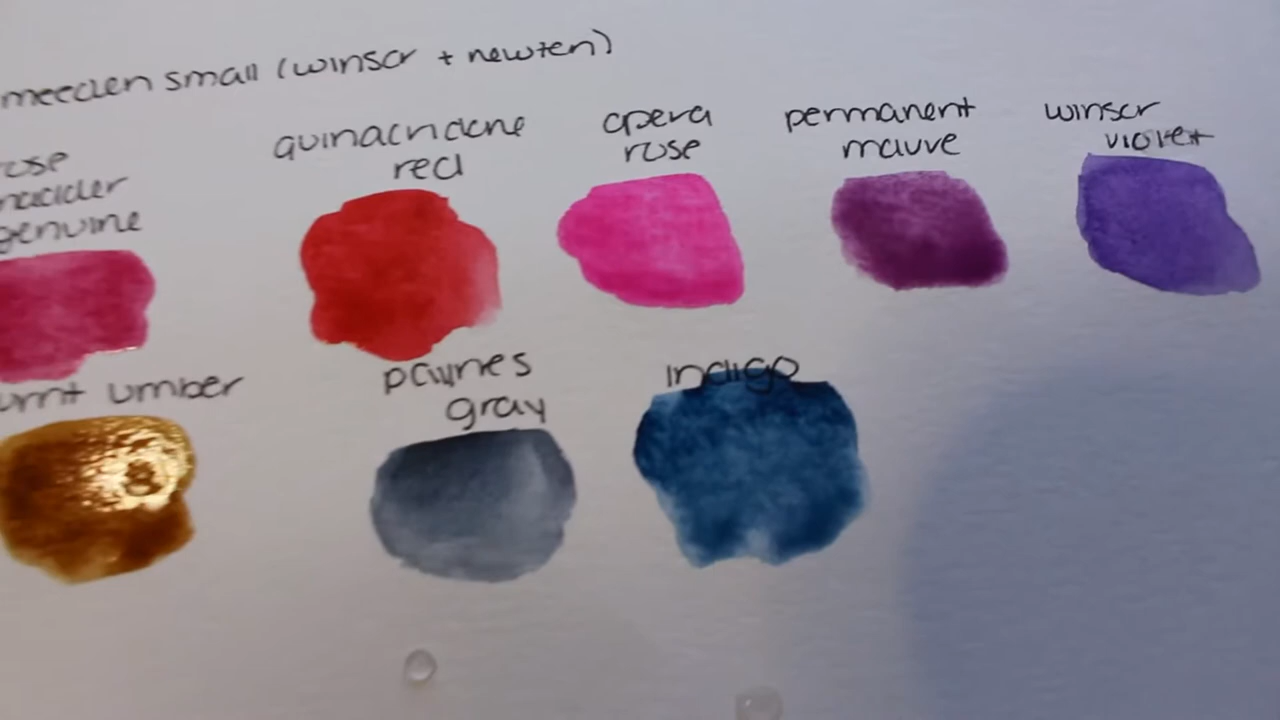 meeden small (winsor + newton)
rose
madder
genuine
quinacridone
red
opera
rose
permanent
mauve
winsor
violet
umber
paynes
gray
indigo